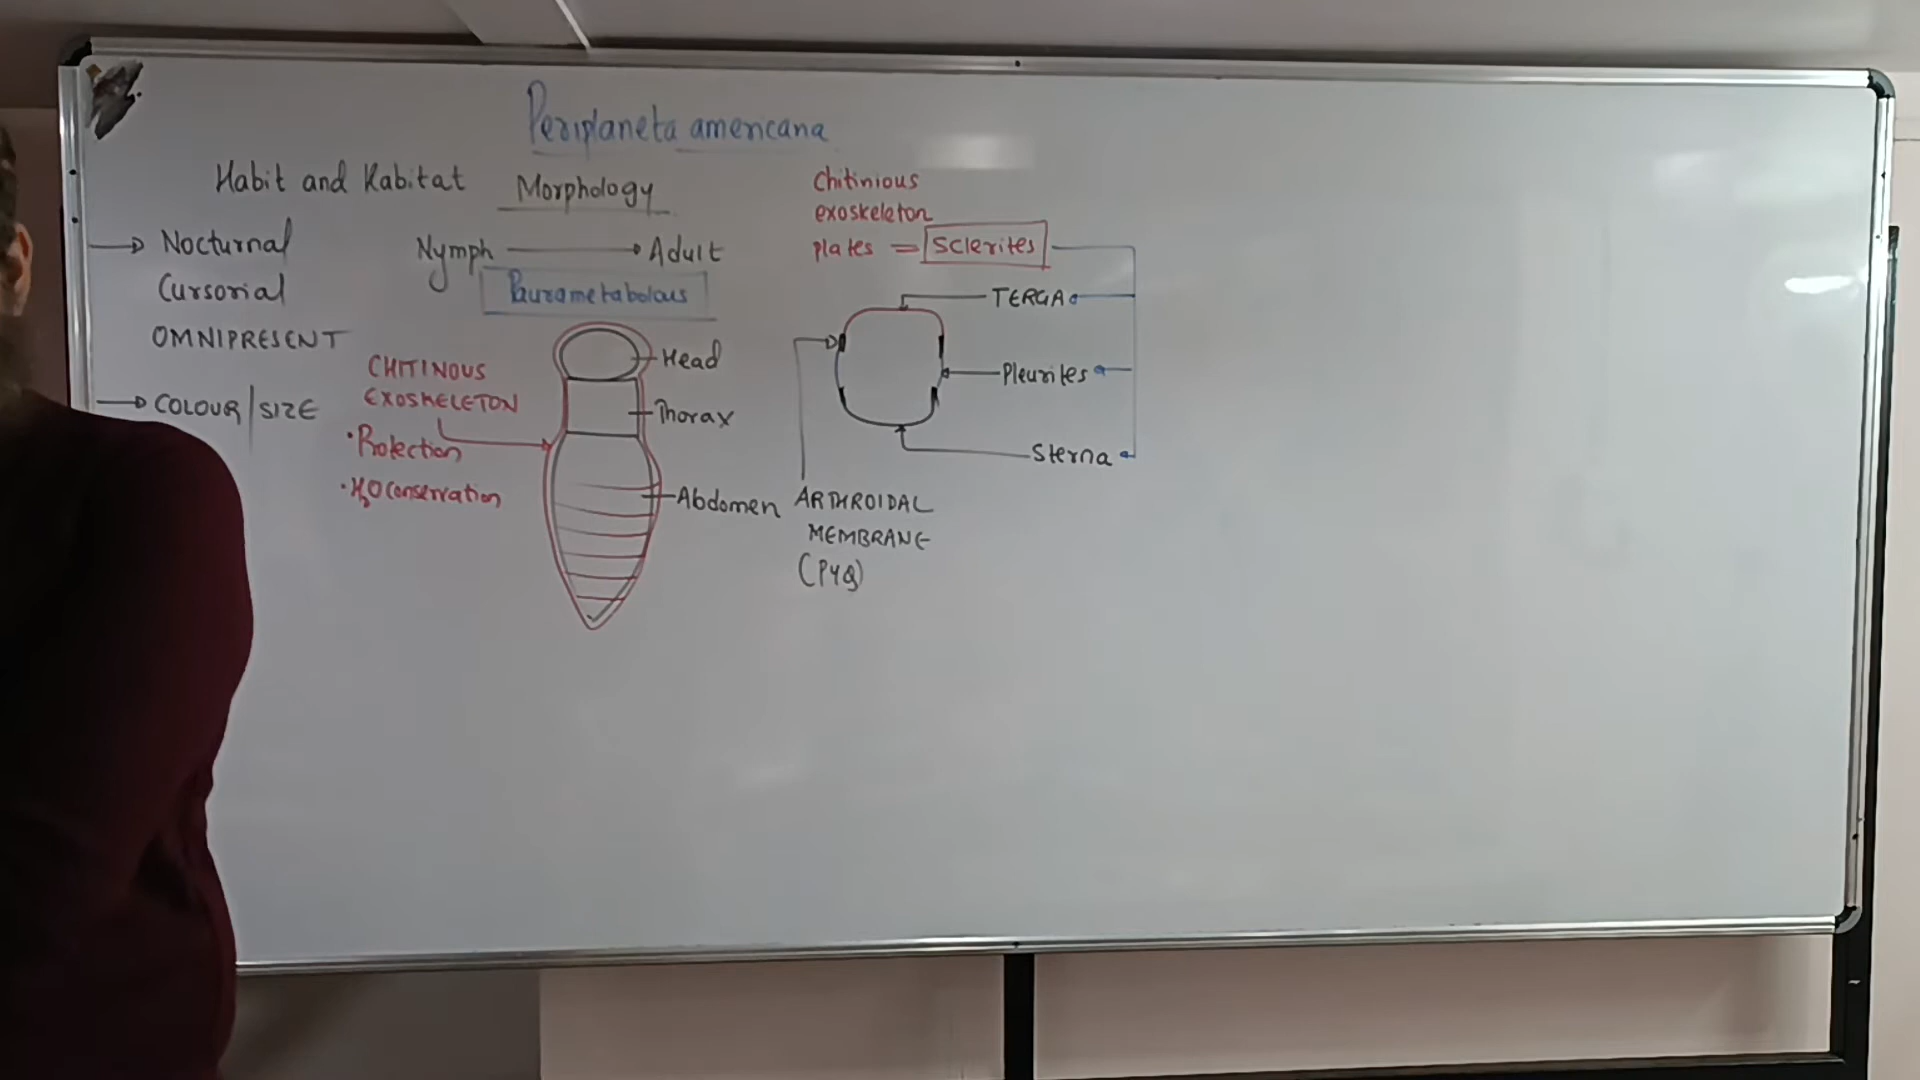 Periplaneta americana
Habit and Habitat
Nocturnal
Cursorial
OMNIPRESENT
COLOUR/SIZE
Morphology
Nymph → Adult
Paurametabolous
CHITINOUS
EXOSKELETON
• Protection
• H₂O conservation
Head
Thorax
Abdomen
Chitinious
exoskeleton
plates = Sclerites
TERGA
Pleurites
Sterna
ARTHROIDAL
MEMBRANE
(PYQ)